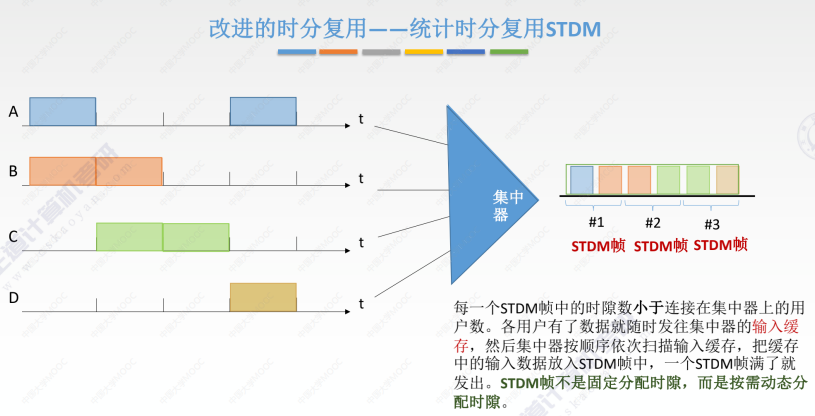 改进的时分复用——统计时分复用STDM
A
t
B
t
C
t
D
t
集中
器
#1
#2
#3
STDM帧
STDM帧
STDM帧
每一个STDM帧中的时隙数小于连接在集中器上的用
户数。各用户有了数据就随时发往集中器的输入缓
存，然后集中器按顺序依次扫描输入缓存，把缓存
中的输入数据放入STDM帧中，一个STDM帧满了就
发出。STDM帧不是固定分配时隙，而是按需动态分
配时隙。